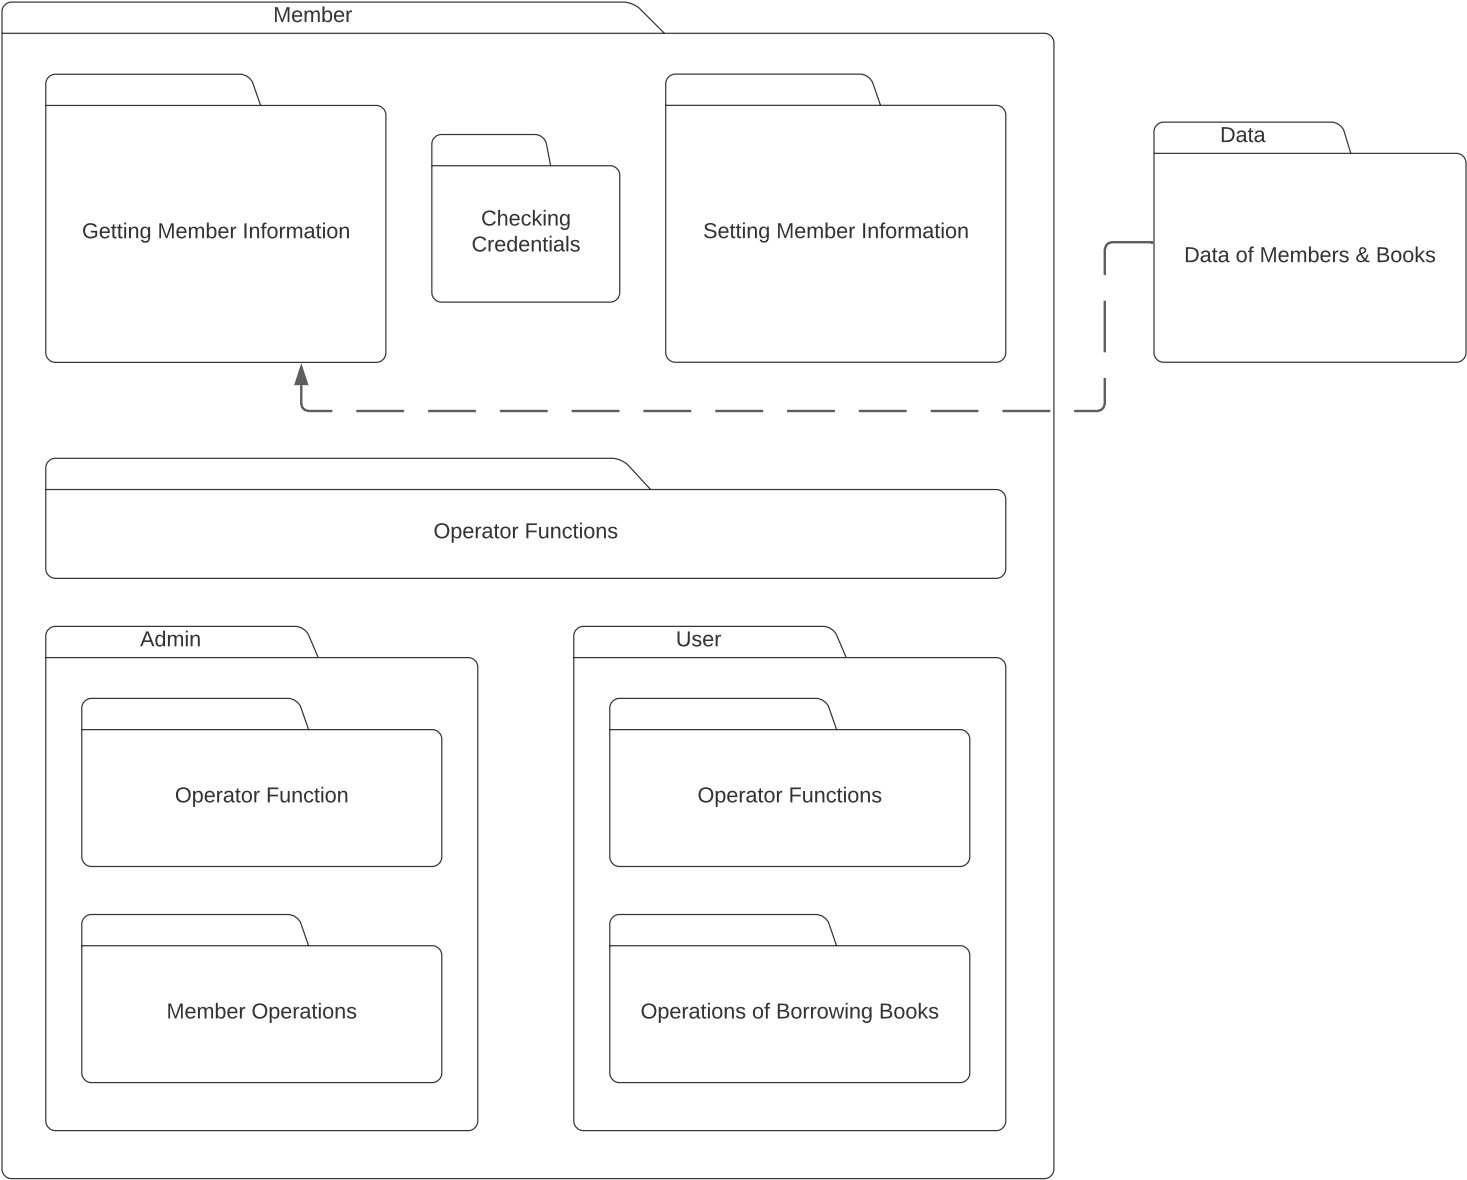 Member
Getting Member Information
Checking
Credentials
Setting Member Information
Data
Data of Members & Books
Operator Functions
Admin
Operator Function
Member Operations
User
Operator Functions
Operations of Borrowing Books